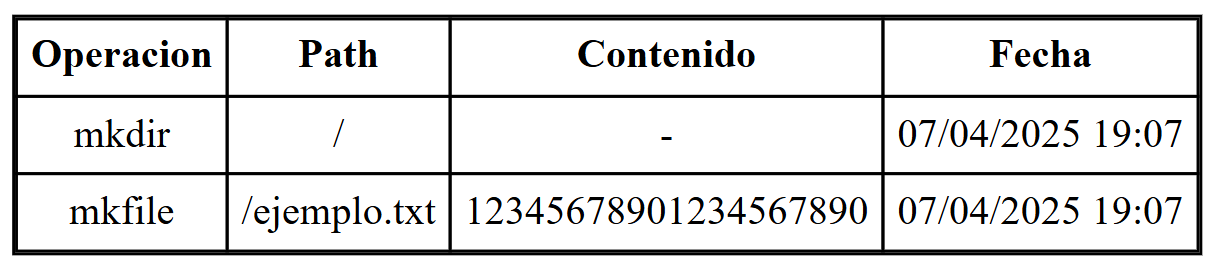 Operacion Path Contenido Fecha
mkdir / - 07/04/2025 19:07
mkfile /ejemplo.txt 12345678901234567890 07/04/2025 19:07